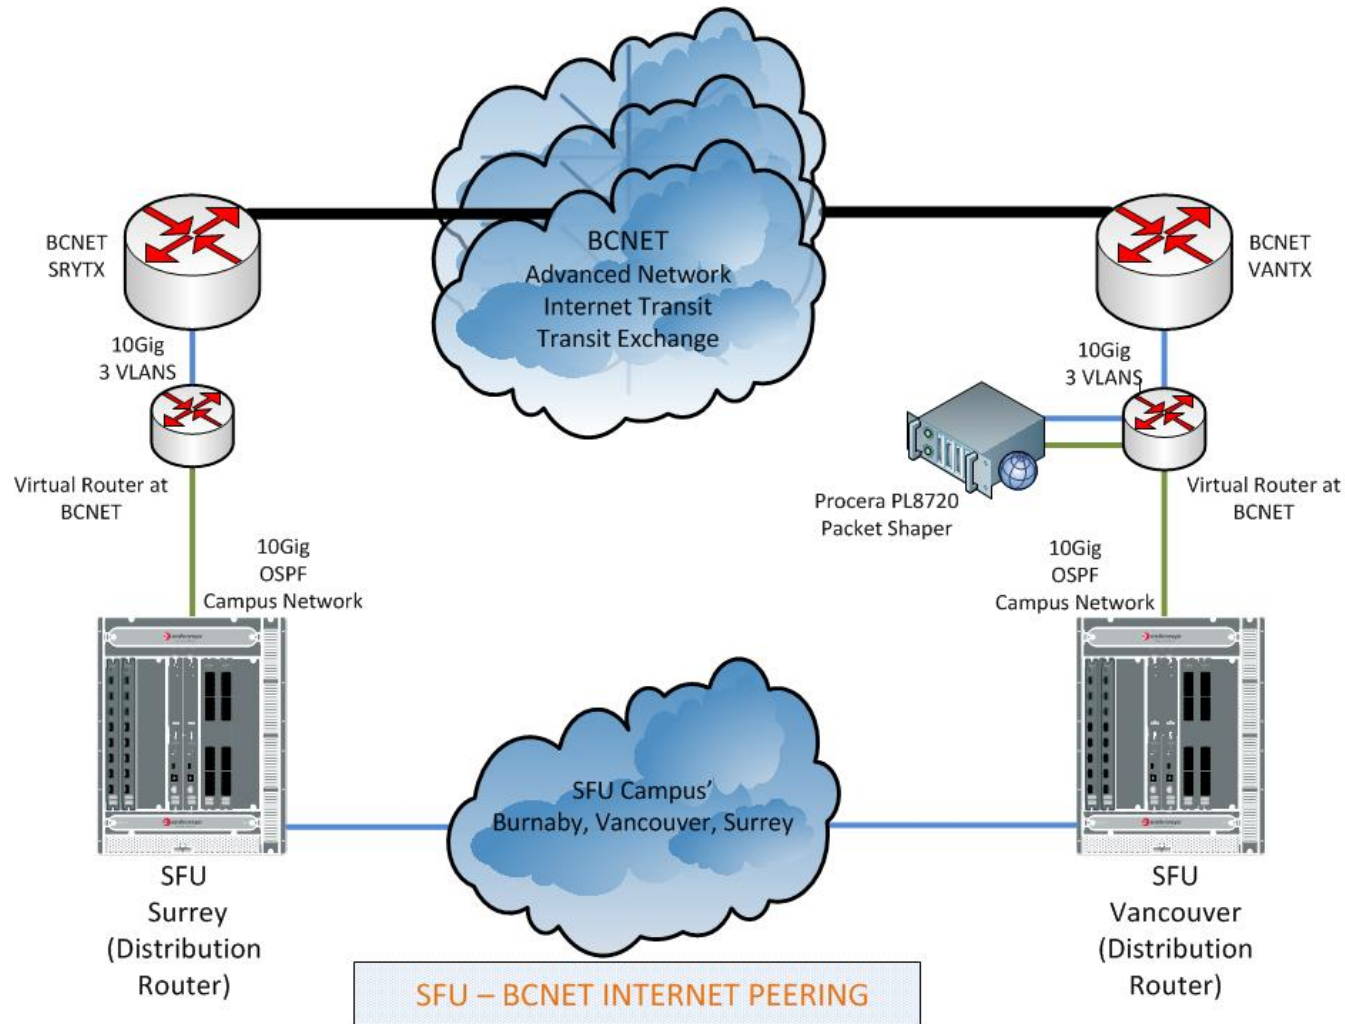 BCNET
SRYTX
BCNET
Advanced Network
Internet Transit
Transit Exchange
BCNET
VANTX
10Gig
3 VLANS
10Gig
3 VLANS
Virtual Router at
BCNET
Procera PL8720
Packet Shaper
Virtual Router at
BCNET
10Gig
OSPF
Campus Network
10Gig
OSPF
Campus Network
SFU Campus’
Burnaby, Vancouver, Surrey
SFU
Surrey
(Distribution
Router)
SFU
Vancouver
(Distribution
Router)
SFU – BCNET INTERNET PEERING